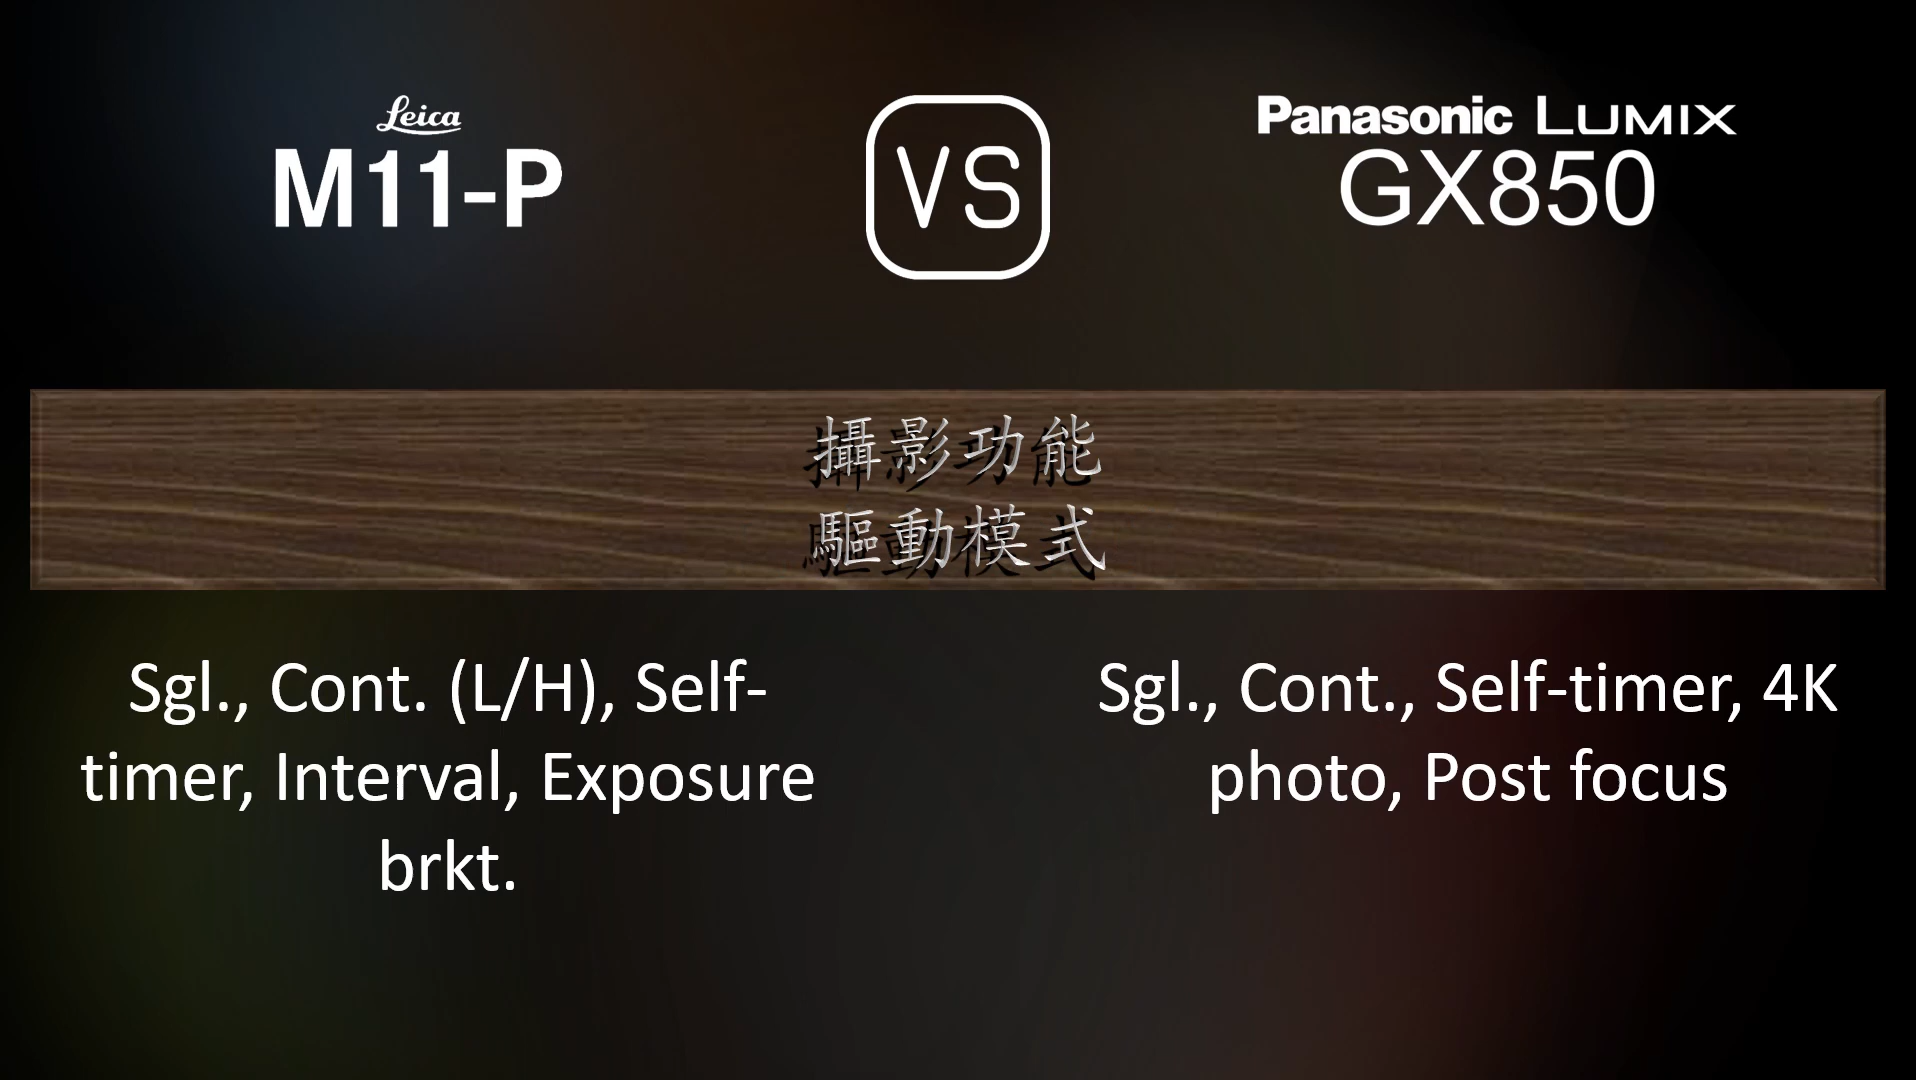 Leica
M11-P
VS
Panasonic LUMIX
GX850
攝影功能
驅動模式
Sgl., Cont. (L/H), Self-
timer, Interval, Exposure
brkt.
Sgl., Cont., Self-timer, 4K
photo, Post focus